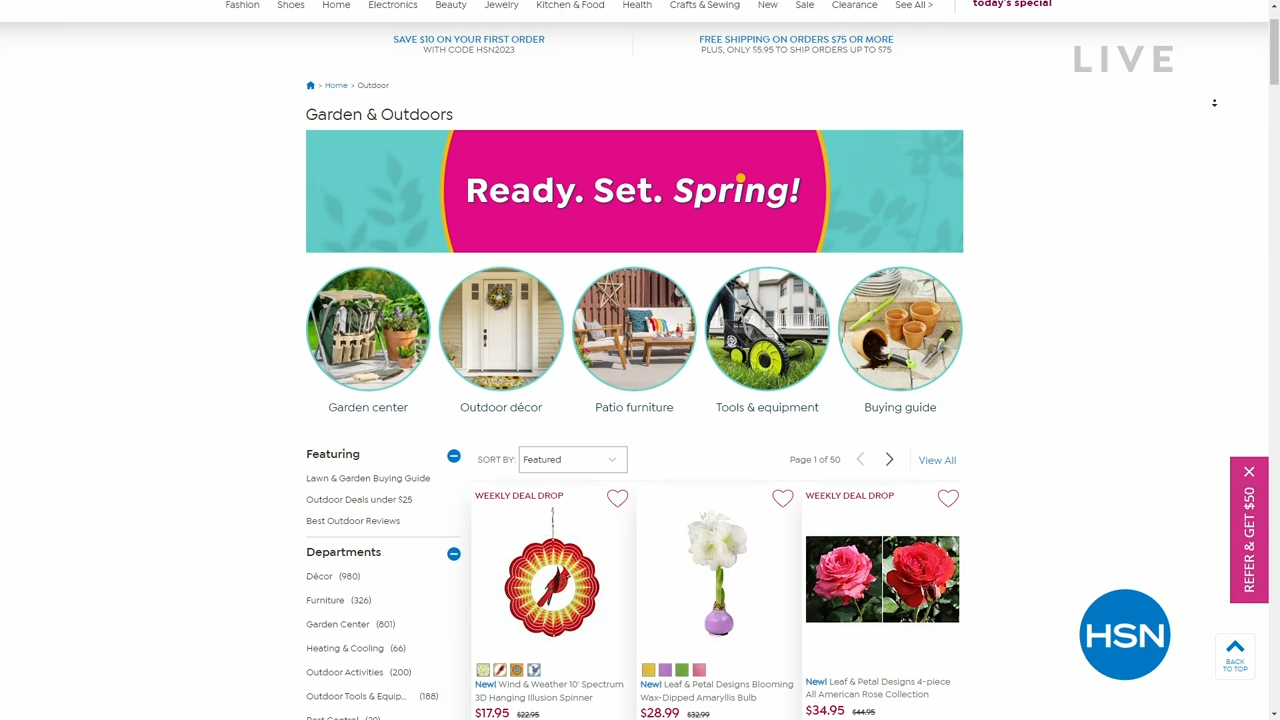 Fashion Shoes Home Electronics Beauty Jewelry Kitchen & Food Health Crafts & Sewing New Sale Clearance See All > today's special
SAVE $10 ON YOUR FIRST ORDER
WITH CODE HSN2023
FREE SHIPPING ON ORDERS $75 OR MORE
PLUS, ONLY $5.95 TO SHIP ORDERS UP TO $75
LIVE
> Home > Outdoor
Garden & Outdoors
Ready. Set. Spring!
Garden center
Outdoor décor
Patio furniture
Tools & equipment
Buying guide
Featuring
Lawn & Garden Buying Guide
Outdoor Deals under $25
Best Outdoor Reviews
Departments
Décor (980)
Furniture (326)
Garden Center (801)
Heating & Cooling (66)
Outdoor Activities (200)
Outdoor Tools & Equip... (188)
Pest Control (20)
SORT BY: Featured
Page 1 of 50
View All
WEEKLY DEAL DROP
New! Wind & Weather 10" Spectrum
3D Hanging Illusion Spinner
$17.95 $22.95
New! Leaf & Petal Designs Blooming
Wax-Dipped Amaryllis Bulb
$28.99 $32.99
WEEKLY DEAL DROP
New! Leaf & Petal Designs 4-piece
All American Rose Collection
$34.95 $44.95
REFER & GET $50
HSN
BACK
TO TOP